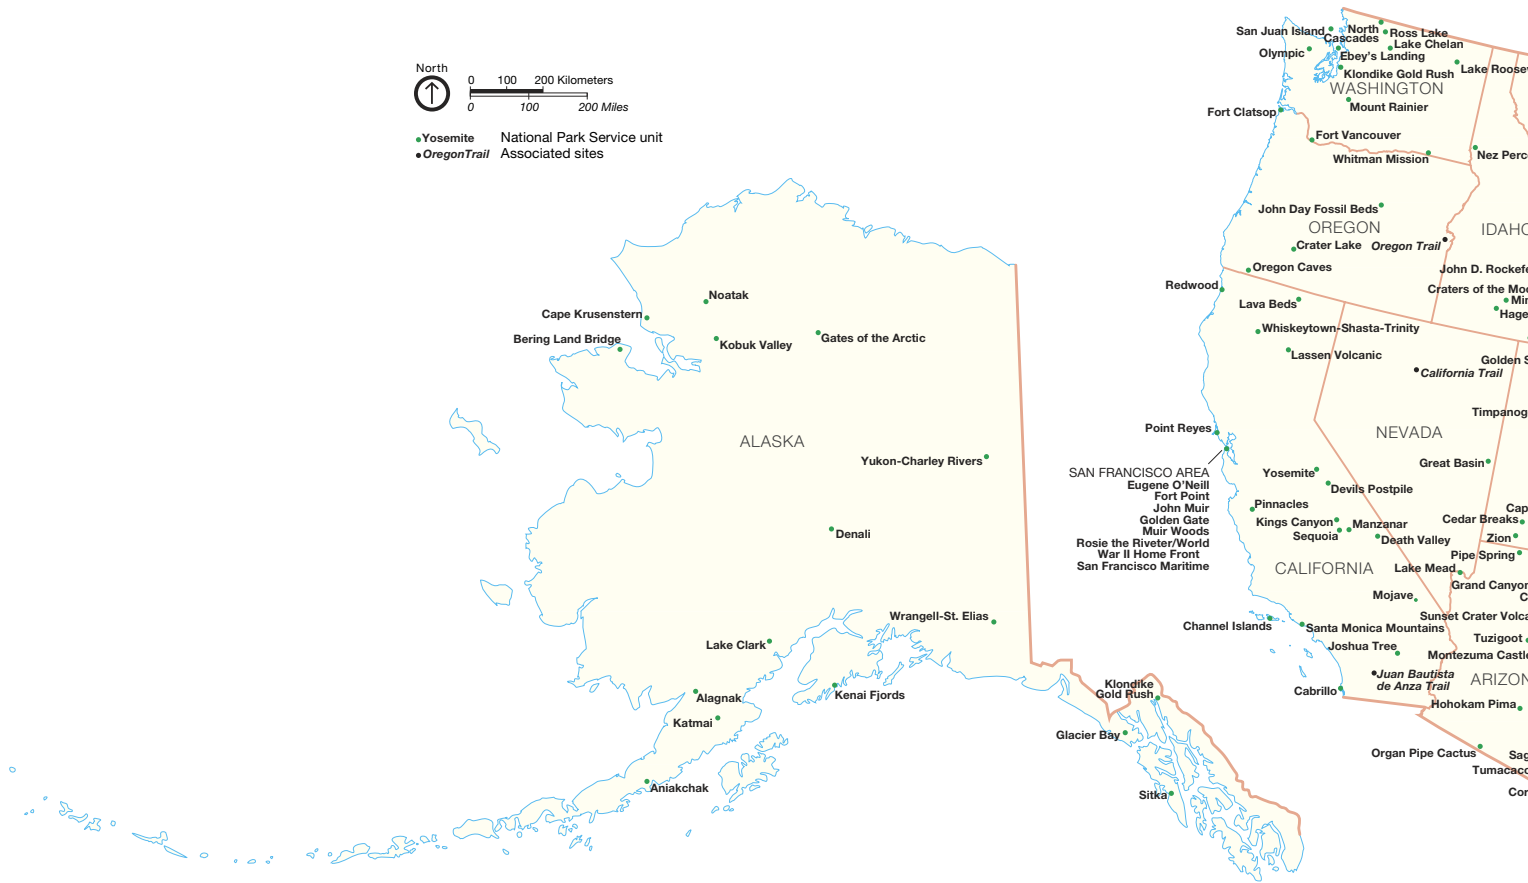 North
0 100 200 Kilometers
0 100 200 Miles
Yosemite National Park Service unit
OregonTrail Associated sites
ALASKA
Noatak
Cape Krusenstern
Bering Land Bridge
Kobuk Valley
Gates of the Arctic
Yukon-Charley Rivers
Denali
Wrangell-St. Elias
Lake Clark
Alagnak
Kenai Fjords
Katmai
Aniakchak
Klondike
Gold Rush
Glacier Bay
Sitka
San Juan Island
North
Cascades
Ross Lake
Lake Chelan
Olympic
Ebey's Landing
Klondike Gold Rush
Lake Roosev
WASHINGTON
Mount Rainier
Fort Clatsop
Fort Vancouver
Whitman Mission
Nez Perc
John Day Fossil Beds
OREGON
IDAHO
Crater Lake
Oregon Trail
Oregon Caves
John D. Rockefe
Redwood
Lava Beds
Craters of the Moo
Min
Hage
Whiskeytown-Shasta-Trinity
Lassen Volcanic
Golden S
California Trail
Timpanog
Point Reyes
NEVADA
SAN FRANCISCO AREA
Eugene O'Neill
Fort Point
John Muir
Golden Gate
Muir Woods
Rosie the Riveter/World
War II Home Front
San Francisco Maritime
Great Basin
Yosemite
Devils Postpile
Pinnacles
Cap
Kings Canyon
Manzanar
Cedar Breaks
Sequoia
Death Valley
Zion
Pipe Spring
CALIFORNIA
Lake Mead
Grand Canyon
C
Mojave
Sunset Crater Volca
Channel Islands
Santa Monica Mountains
Tuzigoot
Joshua Tree
Montezuma Castle
Juan Bautista
de Anza Trail
ARIZON
Cabrillo
Hohokam Pima
Organ Pipe Cactus
Sag
Tumacaco
Cor